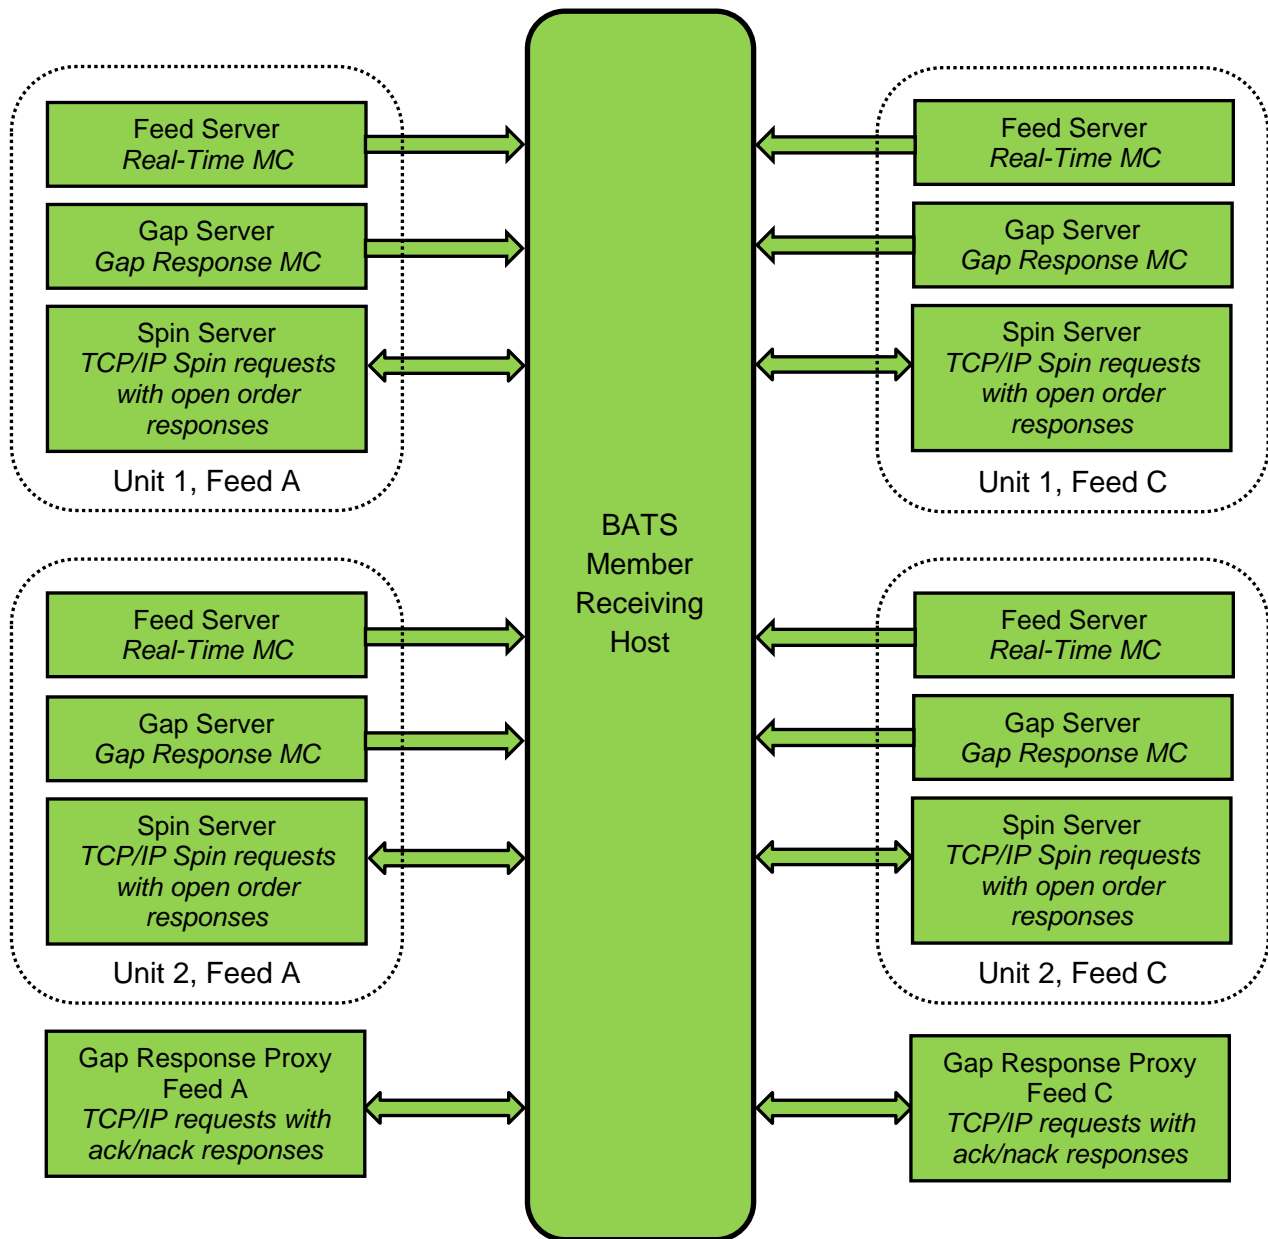 Feed Server
Real-Time MC
Gap Server
Gap Response MC
Spin Server
TCP/IP Spin requests
with open order
responses
Unit 1, Feed A
Feed Server
Real-Time MC
Gap Server
Gap Response MC
Spin Server
TCP/IP Spin requests
with open order
responses
Unit 2, Feed A
Gap Response Proxy
Feed A
TCP/IP requests with
ack/nack responses
BATS
Member
Receiving
Host
Feed Server
Real-Time MC
Gap Server
Gap Response MC
Spin Server
TCP/IP Spin requests
with open order
responses
Unit 1, Feed C
Feed Server
Real-Time MC
Gap Server
Gap Response MC
Spin Server
TCP/IP Spin requests
with open order
responses
Unit 2, Feed C
Gap Response Proxy
Feed C
TCP/IP requests with
ack/nack responses